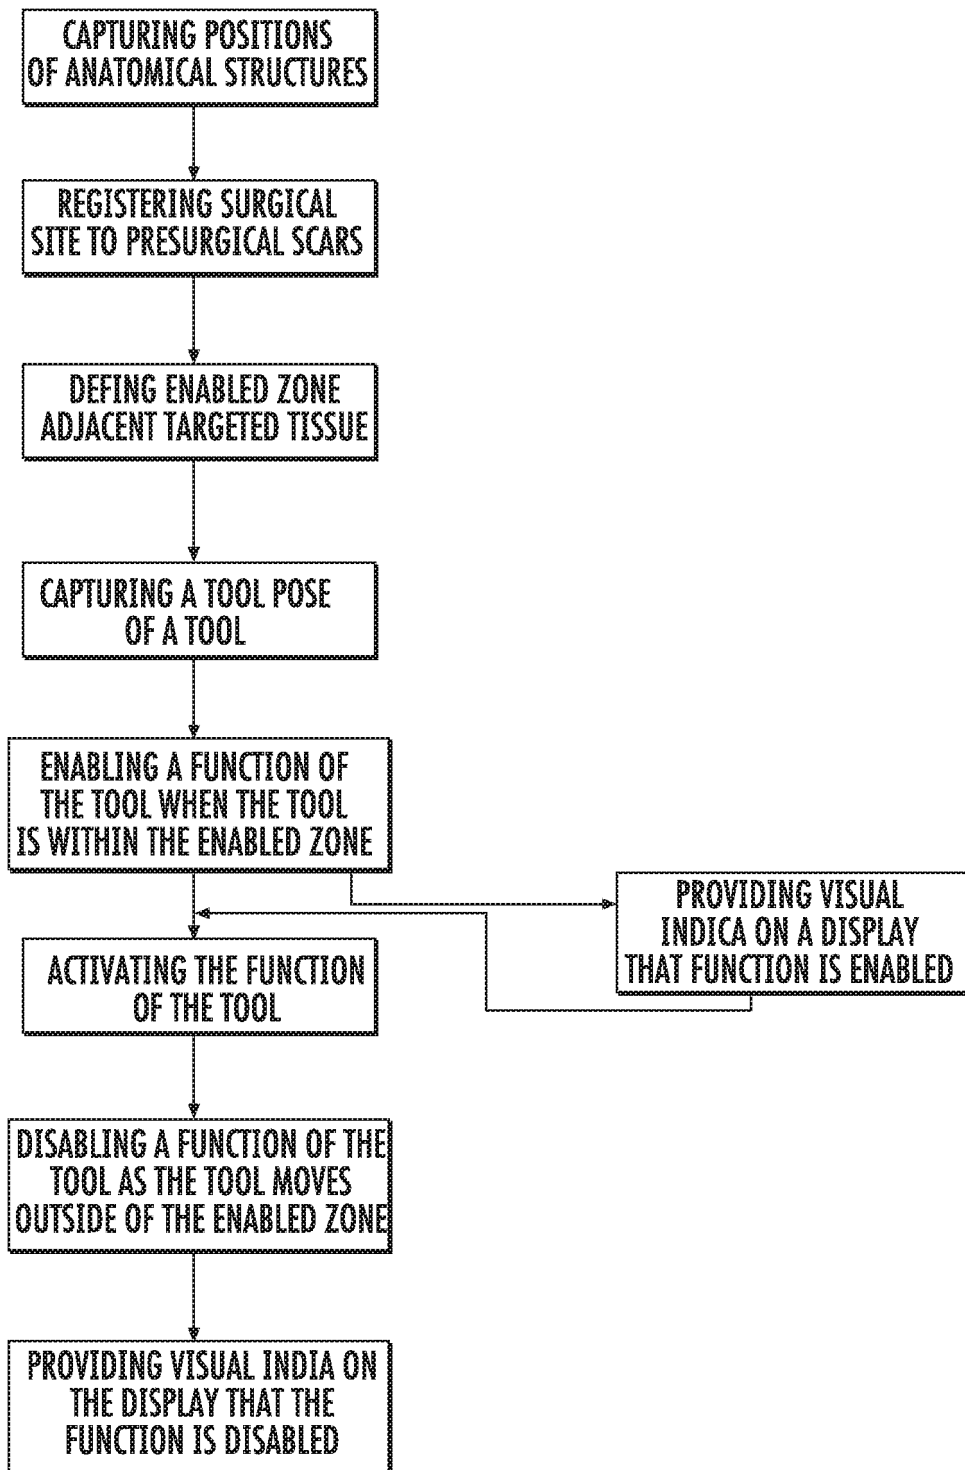 CAPTURING POSITIONS
OF ANATOMICAL STRUCTURES
REGISTERING SURGICAL
SITE TO PRESURGICAL SCARS
DEFING ENABLED ZONE
ADJACENT TARGETED TISSUE
CAPTURING A TOOL POSE
OF A TOOL
ENABLING A FUNCTION OF
THE TOOL WHEN THE TOOL
IS WITHIN THE ENABLED ZONE
PROVIDING VISUAL
INDICA ON A DISPLAY
THAT FUNCTION IS ENABLED
ACTIVATING THE FUNCTION
OF THE TOOL
DISABLING A FUNCTION OF THE
TOOL AS THE TOOL MOVES
OUTSIDE OF THE ENABLED ZONE
PROVIDING VISUAL INDIA ON
THE DISPLAY THAT THE
FUNCTION IS DISABLED